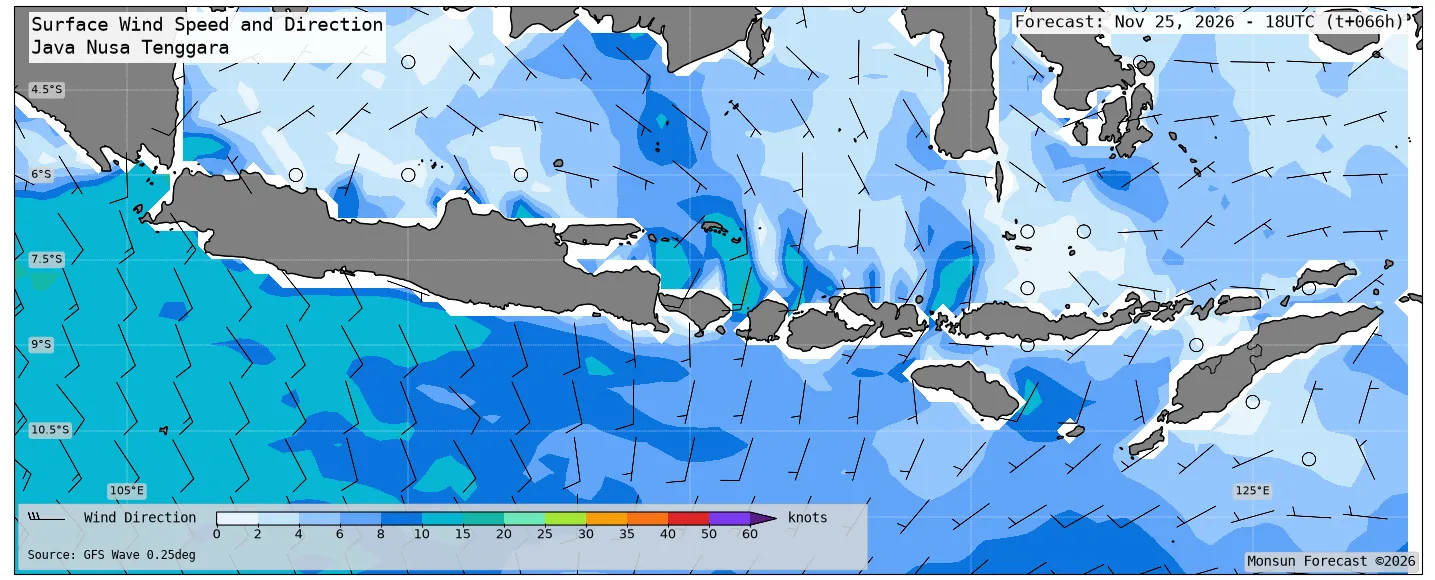 Surface Wind Speed and Direction
Java Nusa Tenggara
Forecast: Nov 25, 2026 - 18UTC (t+066h)
4.5°S
6°S
7.5°S
9°S
10.5°S
105°E
125°E
Wind Direction
0 2 4 6 8 10 15 20 25 30 35 40 50 60
knots
Source: GFS Wave 0.25deg
Monsun Forecast ©2026